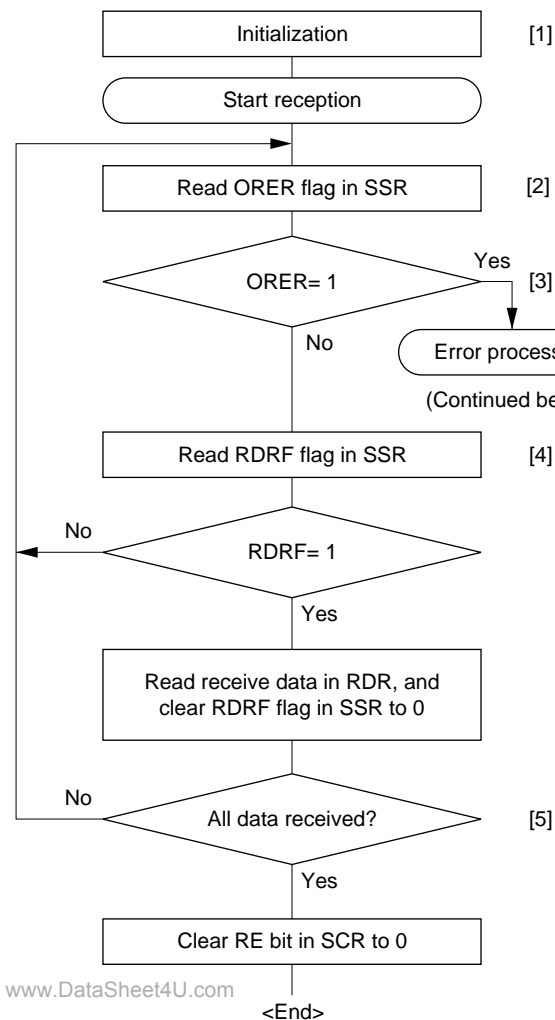 Initialization [1]
Start reception
Read ORER flag in SSR [2]
Yes
ORER= 1 [3]
No
Error process
(Continued be
Read RDRF flag in SSR [4]
No
RDRF= 1
Yes
Read receive data in RDR, and
clear RDRF flag in SSR to 0
No
All data received? [5]
Yes
Clear RE bit in SCR to 0
www.DataSheet4U.com
<End>